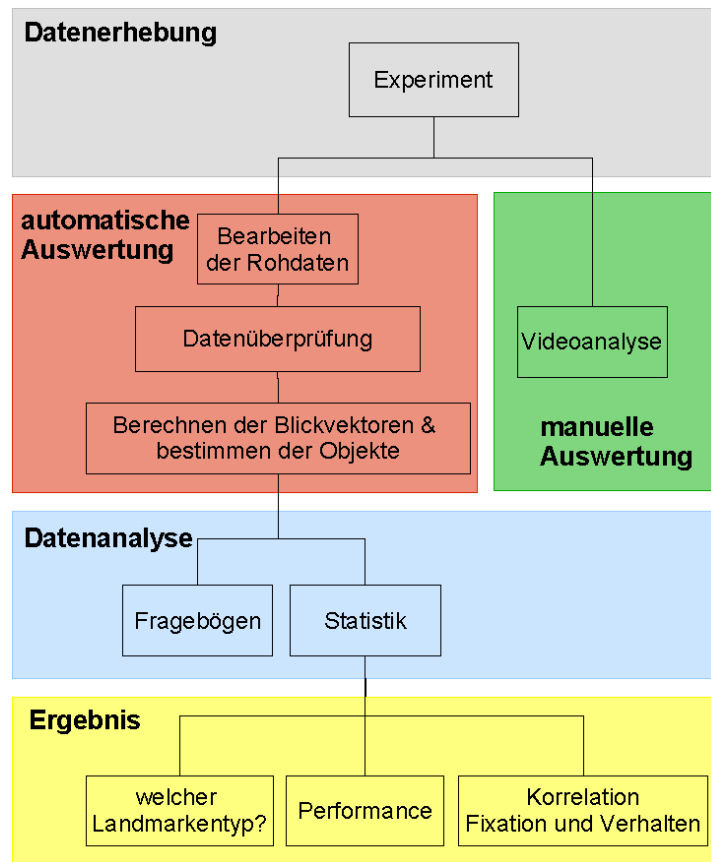 Datenerhebung
Experiment
automatische
Auswertung
Bearbeiten
der Rohdaten
Datenüberprüfung
Berechnen der Blickvektoren &
bestimmen der Objekte
Videoanalyse
manuelle
Auswertung
Datenanalyse
Fragebögen
Statistik
Ergebnis
welcher
Landmarkentyp?
Performance
Korrelation
Fixation und Verhalten